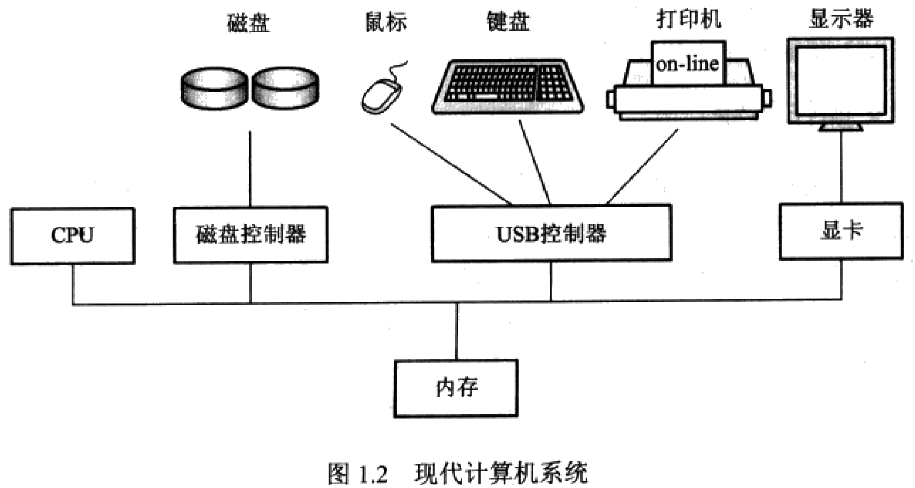 磁盘
鼠标
键盘
打印机
显示器
on-line
CPU
磁盘控制器
USB控制器
显卡
内存
图 1.2 现代计算机系统